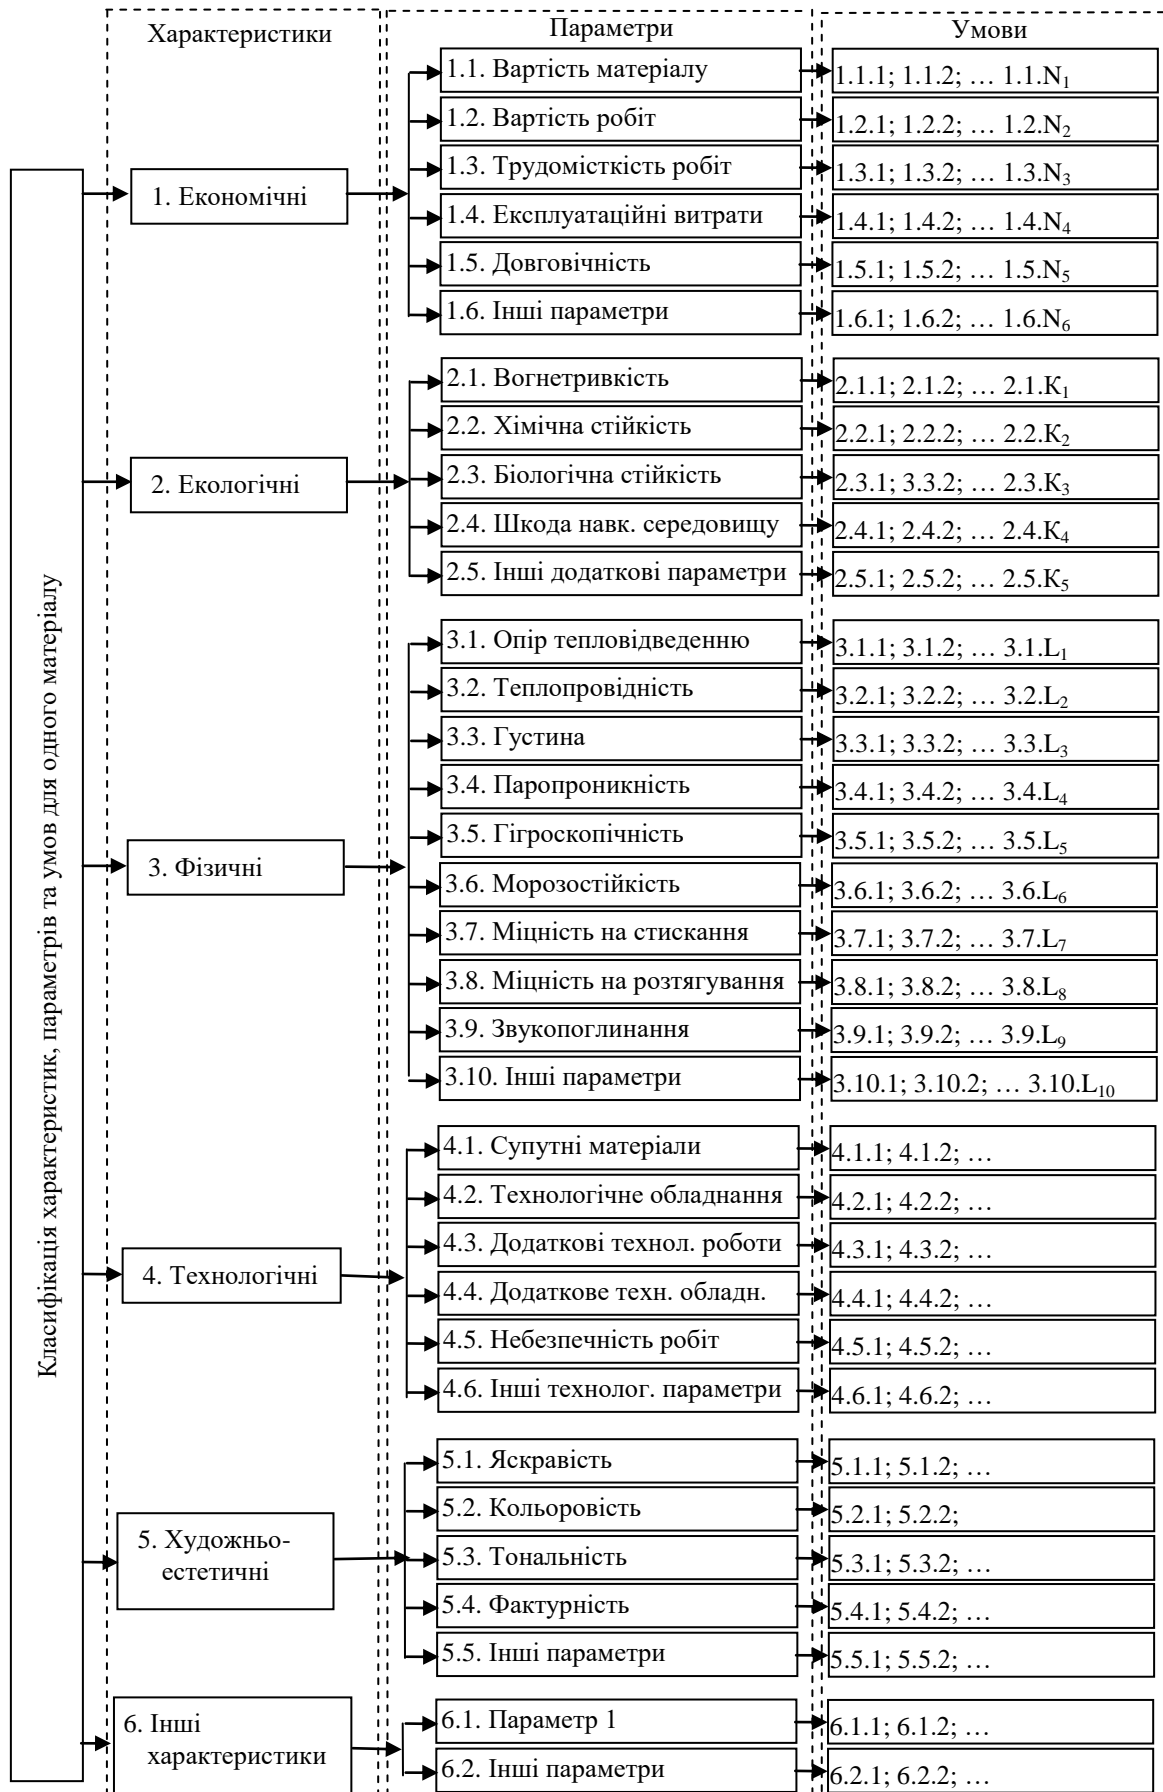 Характеристики
Параметри
Умови
Класифікація характеристик, параметрів та умов для одного матеріалу
1. Економічні
1.1. Вартість матеріалу
1.1.1; 1.1.2; … 1.1.N₁
1.2. Вартість робіт
1.2.1; 1.2.2; … 1.2.N₂
1.3. Трудомісткість робіт
1.3.1; 1.3.2; … 1.3.N₃
1.4. Експлуатаційні витрати
1.4.1; 1.4.2; … 1.4.N₄
1.5. Довговічність
1.5.1; 1.5.2; … 1.5.N₅
1.6. Інші параметри
1.6.1; 1.6.2; … 1.6.N₆
2. Екологічні
2.1. Вогнетривкість
2.1.1; 2.1.2; … 2.1.К₁
2.2. Хімічна стійкість
2.2.1; 2.2.2; … 2.2.К₂
2.3. Біологічна стійкість
2.3.1; 3.3.2; … 2.3.К₃
2.4. Шкода навк. середовищу
2.4.1; 2.4.2; … 2.4.К₄
2.5. Інші додаткові параметри
2.5.1; 2.5.2; … 2.5.К₅
3. Фізичні
3.1. Опір тепловідведенню
3.1.1; 3.1.2; … 3.1.L₁
3.2. Теплопровідність
3.2.1; 3.2.2; … 3.2.L₂
3.3. Густина
3.3.1; 3.3.2; … 3.3.L₃
3.4. Паропроникність
3.4.1; 3.4.2; … 3.4.L₄
3.5. Гігроскопічність
3.5.1; 3.5.2; … 3.5.L₅
3.6. Морозостійкість
3.6.1; 3.6.2; … 3.6.L₆
3.7. Міцність на стискання
3.7.1; 3.7.2; … 3.7.L₇
3.8. Міцність на розтягування
3.8.1; 3.8.2; … 3.8.L₈
3.9. Звукопоглинання
3.9.1; 3.9.2; … 3.9.L₉
3.10. Інші параметри
3.10.1; 3.10.2; … 3.10.L₁₀
4. Технологічні
4.1. Супутні матеріали
4.1.1; 4.1.2; …
4.2. Технологічне обладнання
4.2.1; 4.2.2; …
4.3. Додаткові технол. роботи
4.3.1; 4.3.2; …
4.4. Додаткове техн. обладн.
4.4.1; 4.4.2; …
4.5. Небезпечність робіт
4.5.1; 4.5.2; …
4.6. Інші технолог. параметри
4.6.1; 4.6.2; …
5. Художньо-
естетичні
5.1. Яскравість
5.1.1; 5.1.2; …
5.2. Кольоровість
5.2.1; 5.2.2;
5.3. Тональність
5.3.1; 5.3.2; …
5.4. Фактурність
5.4.1; 5.4.2; …
5.5. Інші параметри
5.5.1; 5.5.2; …
6. Інші
характеристики
6.1. Параметр 1
6.1.1; 6.1.2; …
6.2. Інші параметри
6.2.1; 6.2.2; …